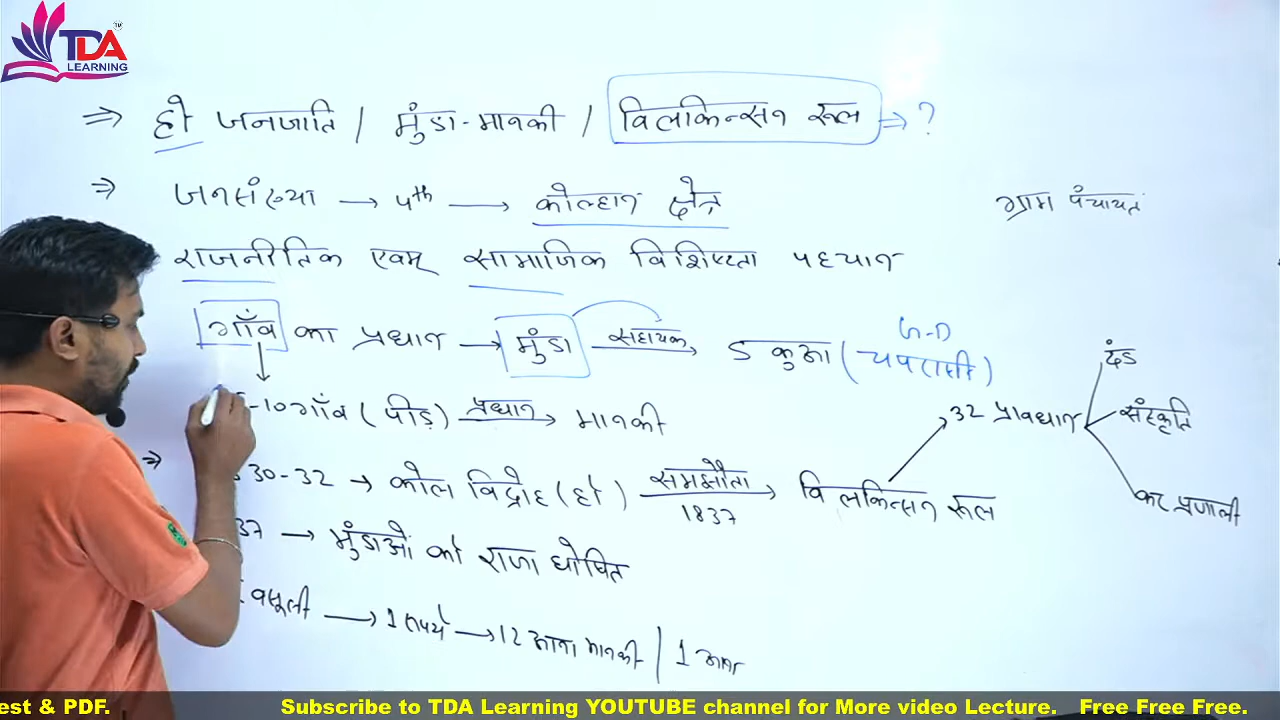 TDA
LEARNING
⇒ हो जनजाति / मुंडा-मानकी / विलकिन्सन रूल ⇒ ?
⇒ जनसंख्या → 4th → कोल्हान क्षेत्र
ग्राम पंचायत
राजनीतिक एवम् सामाजिक विशिष्टता पहचान
गाँव का प्रधान → मुंडा सहायक → डाकुआ (चपरासी)
-10 गाँव (पीड़) प्रधान → मानकी
30-32 → कोल विद्रोह (हो) समझौता 1837 → विलकिन्सन रूल
32 प्रावधान
दंड
संस्कृति
कर प्रणाली
37 → मुंडाओं को राजा घोषित
वसूली → 1 रुपये → 12 आना मानकी / 1 आना
est & PDF. Subscribe to TDA Learning YOUTUBE channel for More video Lecture. Free Free Free.